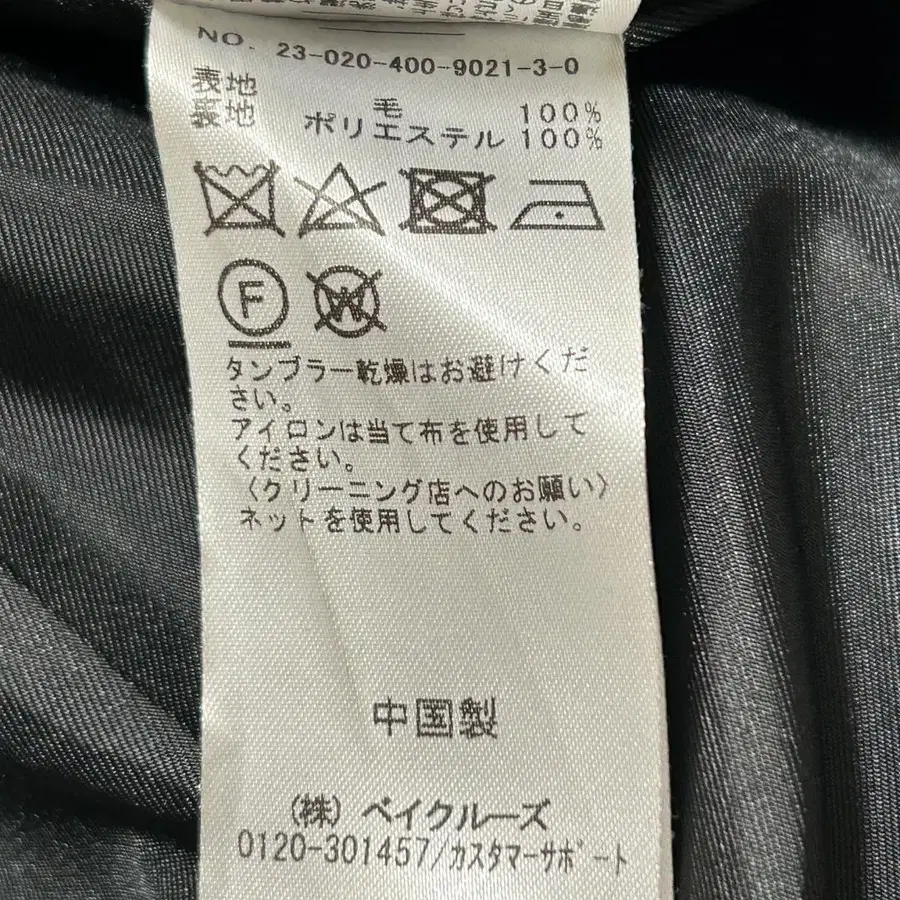 NO. 23-020-400-9021-3-0
表地 毛 100%
裏地 ポリエステル 100%
F
W
タンブラー乾燥はお避けくだ
さい。
アイロンは当て布を使用して
ください。
〈クリーニング店へのお願い〉
ネットを使用してください。
中国製
(株) ベイクルーズ
0120-301457/カスタマーサポート